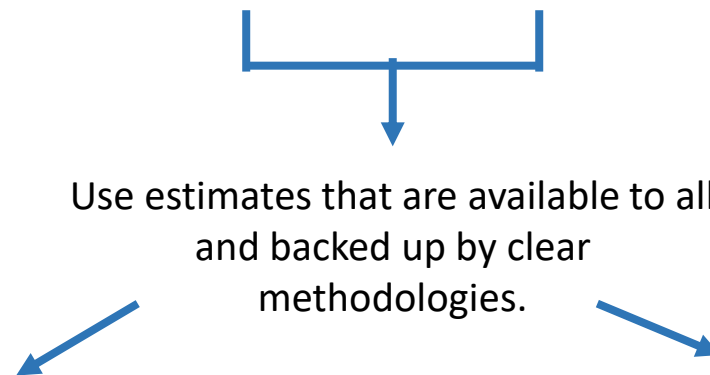 Use estimates that are available to all
and backed up by clear
methodologies.